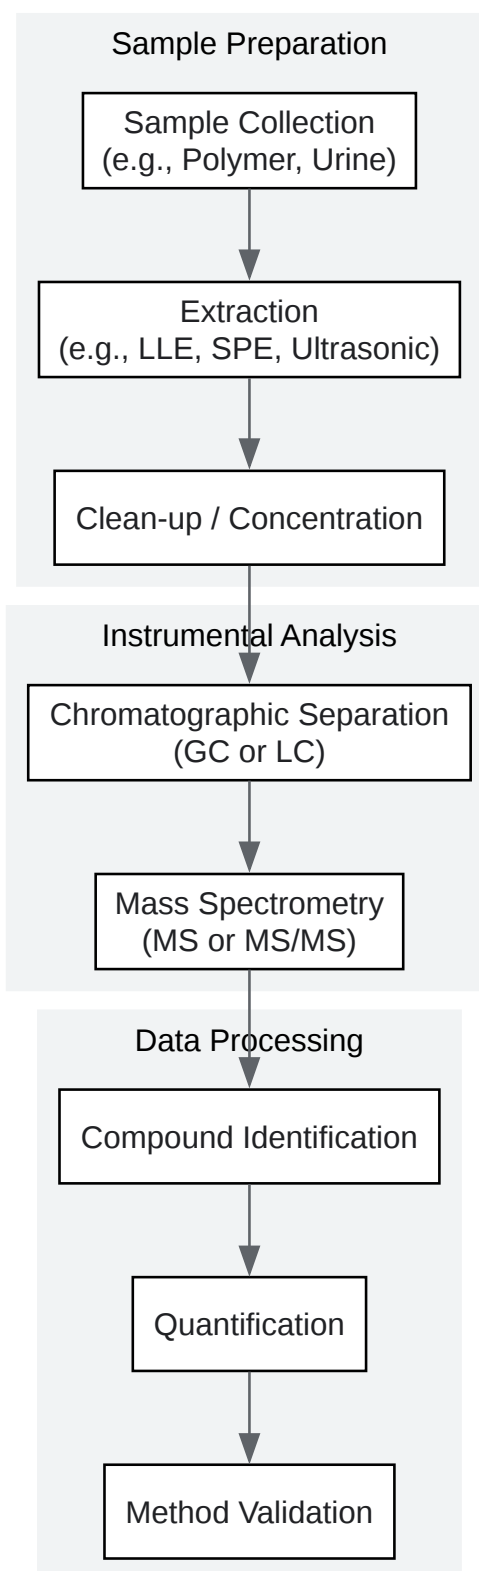 Sample Preparation
Sample Collection
(e.g., Polymer, Urine)
Extraction
(e.g., LLE, SPE, Ultrasonic)
Clean-up / Concentration
Instrumental Analysis
Chromatographic Separation
(GC or LC)
Mass Spectrometry
(MS or MS/MS)
Data Processing
Compound Identification
Quantification
Method Validation